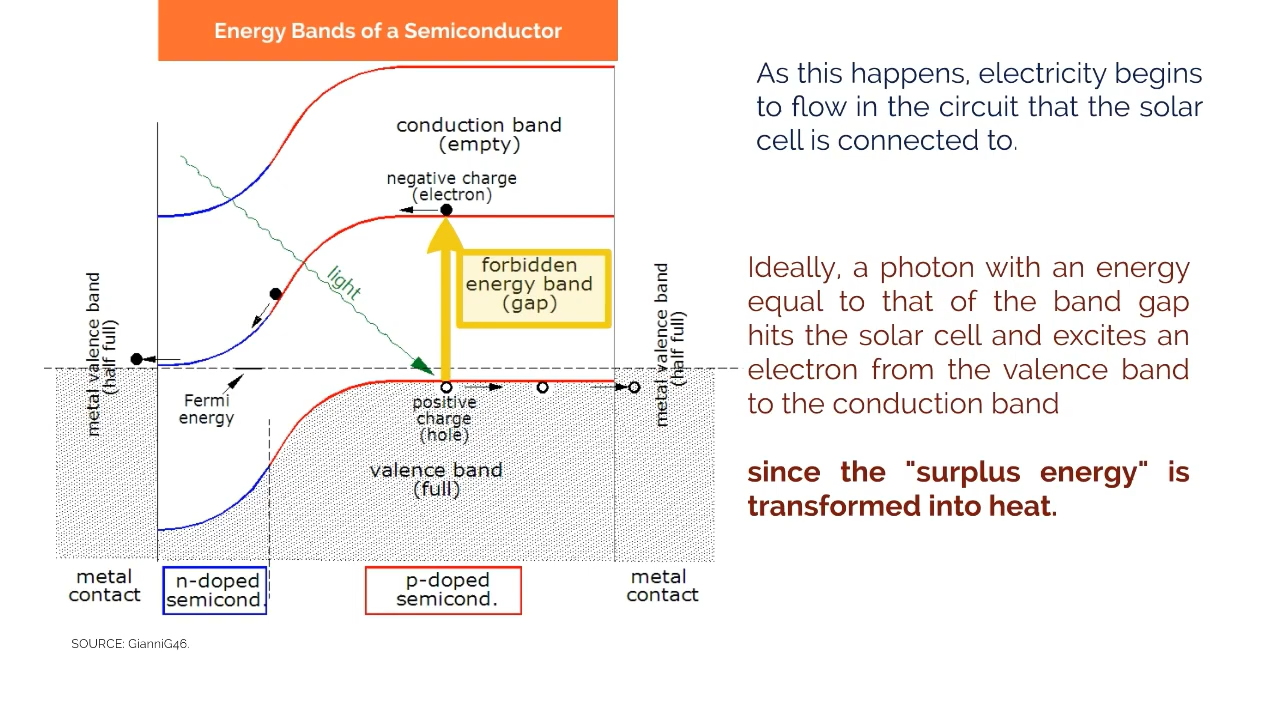 Energy Bands of a Semiconductor
conduction band
(empty)
negative charge
(electron)
forbidden
energy band
(gap)
light
metal valence band
(half full)
Fermi
energy
positive
charge
(hole)
valence band
(full)
metal valence band
(half full)
metal
contact
n-doped
semicond.
p-doped
semicond.
metal
contact
SOURCE: GianniG46.
As this happens, electricity begins
to flow in the circuit that the solar
cell is connected to.
Ideally, a photon with an energy
equal to that of the band gap
hits the solar cell and excites an
electron from the valence band
to the conduction band
since the "surplus energy" is
transformed into heat.